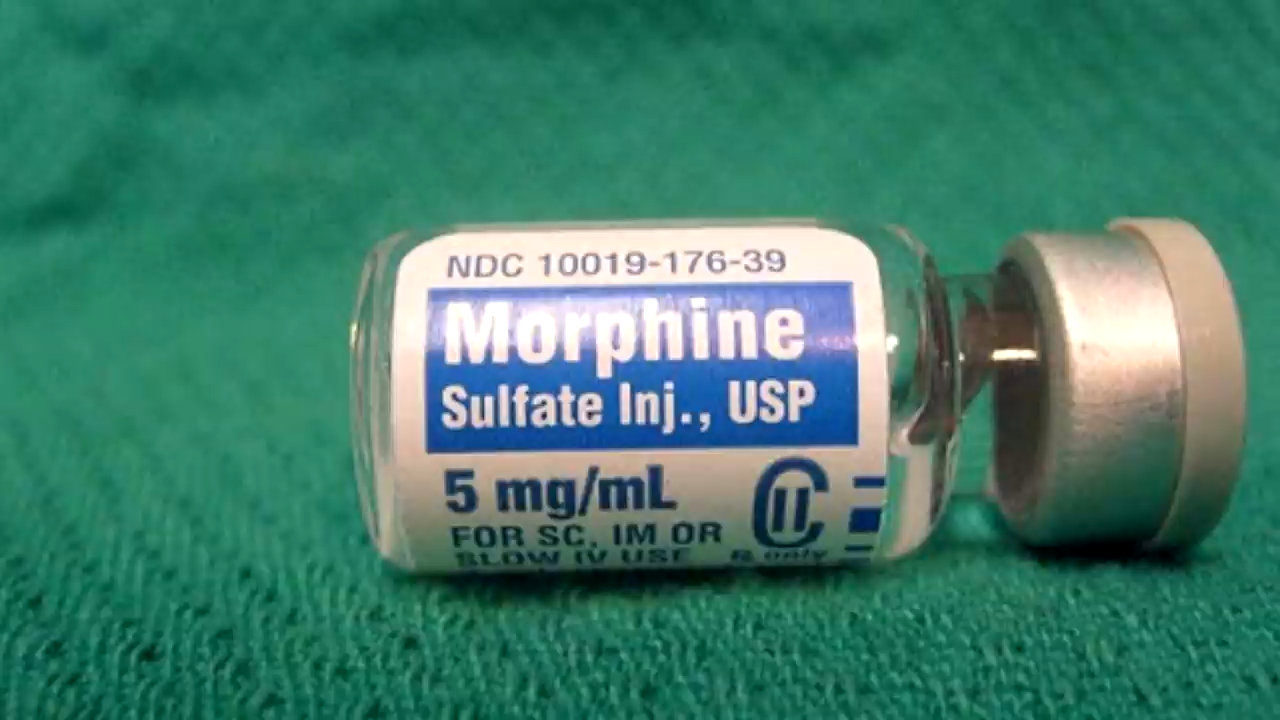 NDC 10019-176-39
Morphine
Sulfate Inj., USP
5 mg/mL
CII
FOR SC, IM OR
SLOW IV USE
℞ only